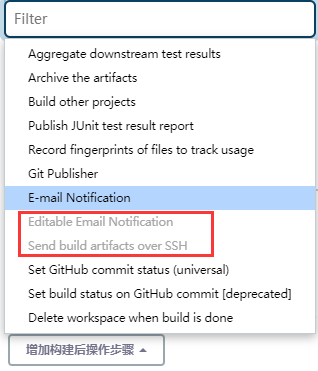 Filter
Aggregate downstream test results
Archive the artifacts
Build other projects
Publish JUnit test result report
Record fingerprints of files to track usage
Git Publisher
E-mail Notification
Editable Email Notification
Send build artifacts over SSH
Set GitHub commit status (universal)
Set build status on GitHub commit [deprecated]
Delete workspace when build is done
增加构建后操作步骤